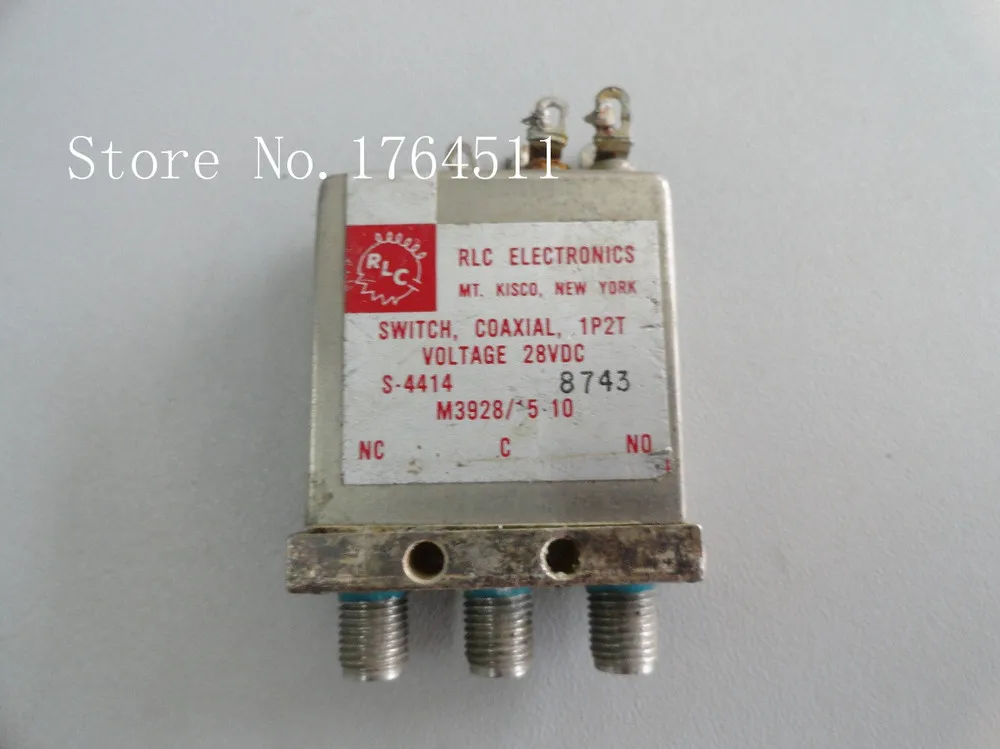 Store No.1764511
RLC
RLC ELECTRONICS
MT. KISCO, NEW YORK
SWITCH, COAXIAL, 1P2T
VOLTAGE 28VDC
S-4414 8743
NC C NO